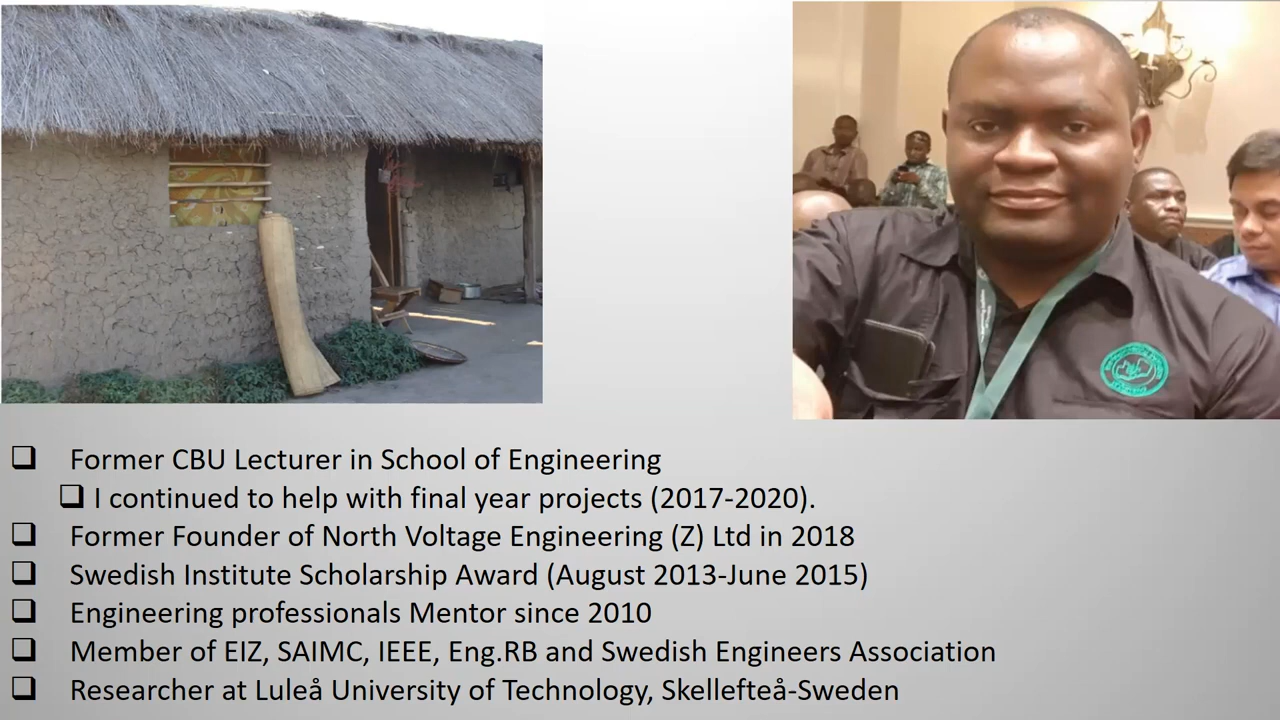 ❑ Former CBU Lecturer in School of Engineering
❑ I continued to help with final year projects (2017-2020).
❑ Former Founder of North Voltage Engineering (Z) Ltd in 2018
❑ Swedish Institute Scholarship Award (August 2013-June 2015)
❑ Engineering professionals Mentor since 2010
❑ Member of EIZ, SAIMC, IEEE, Eng.RB and Swedish Engineers Association
❑ Researcher at Luleå University of Technology, Skellefteå-Sweden